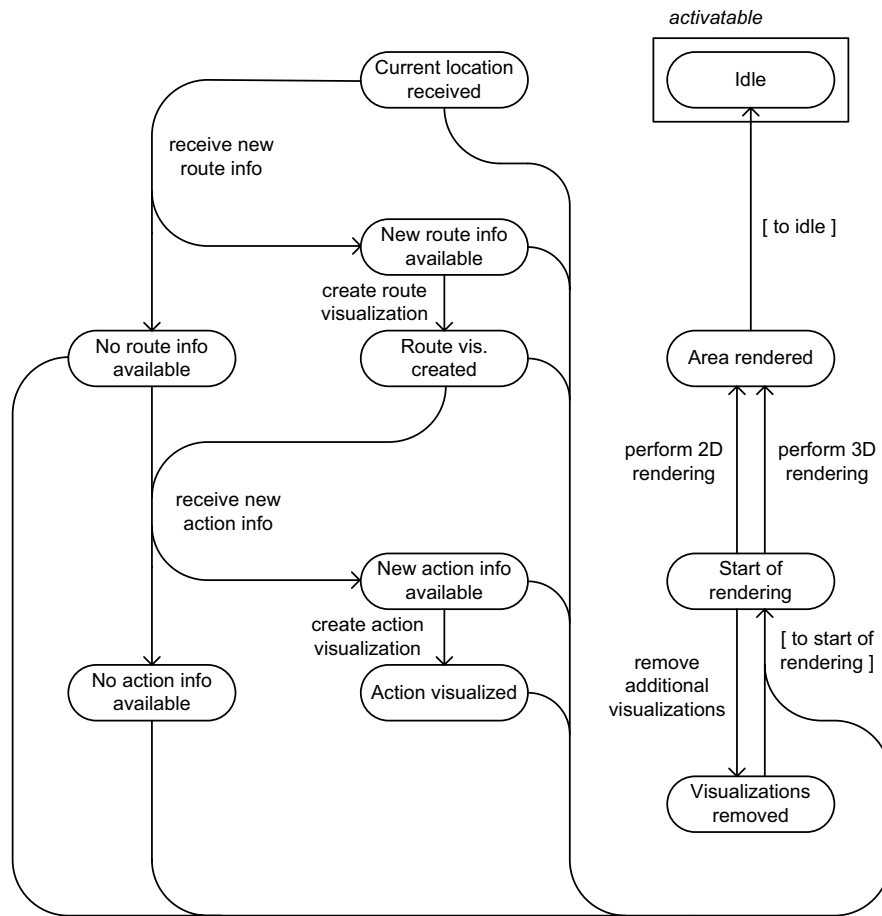 activatable
Current location
received
Idle
receive new
route info
[ to idle ]
New route info
available
create route
visualization
No route info
available
Route vis.
created
Area rendered
perform 2D
rendering
perform 3D
rendering
receive new
action info
New action info
available
Start of
rendering
create action
visualization
[ to start of
rendering ]
remove
additional
visualizations
No action info
available
Action visualized
Visualizations
removed